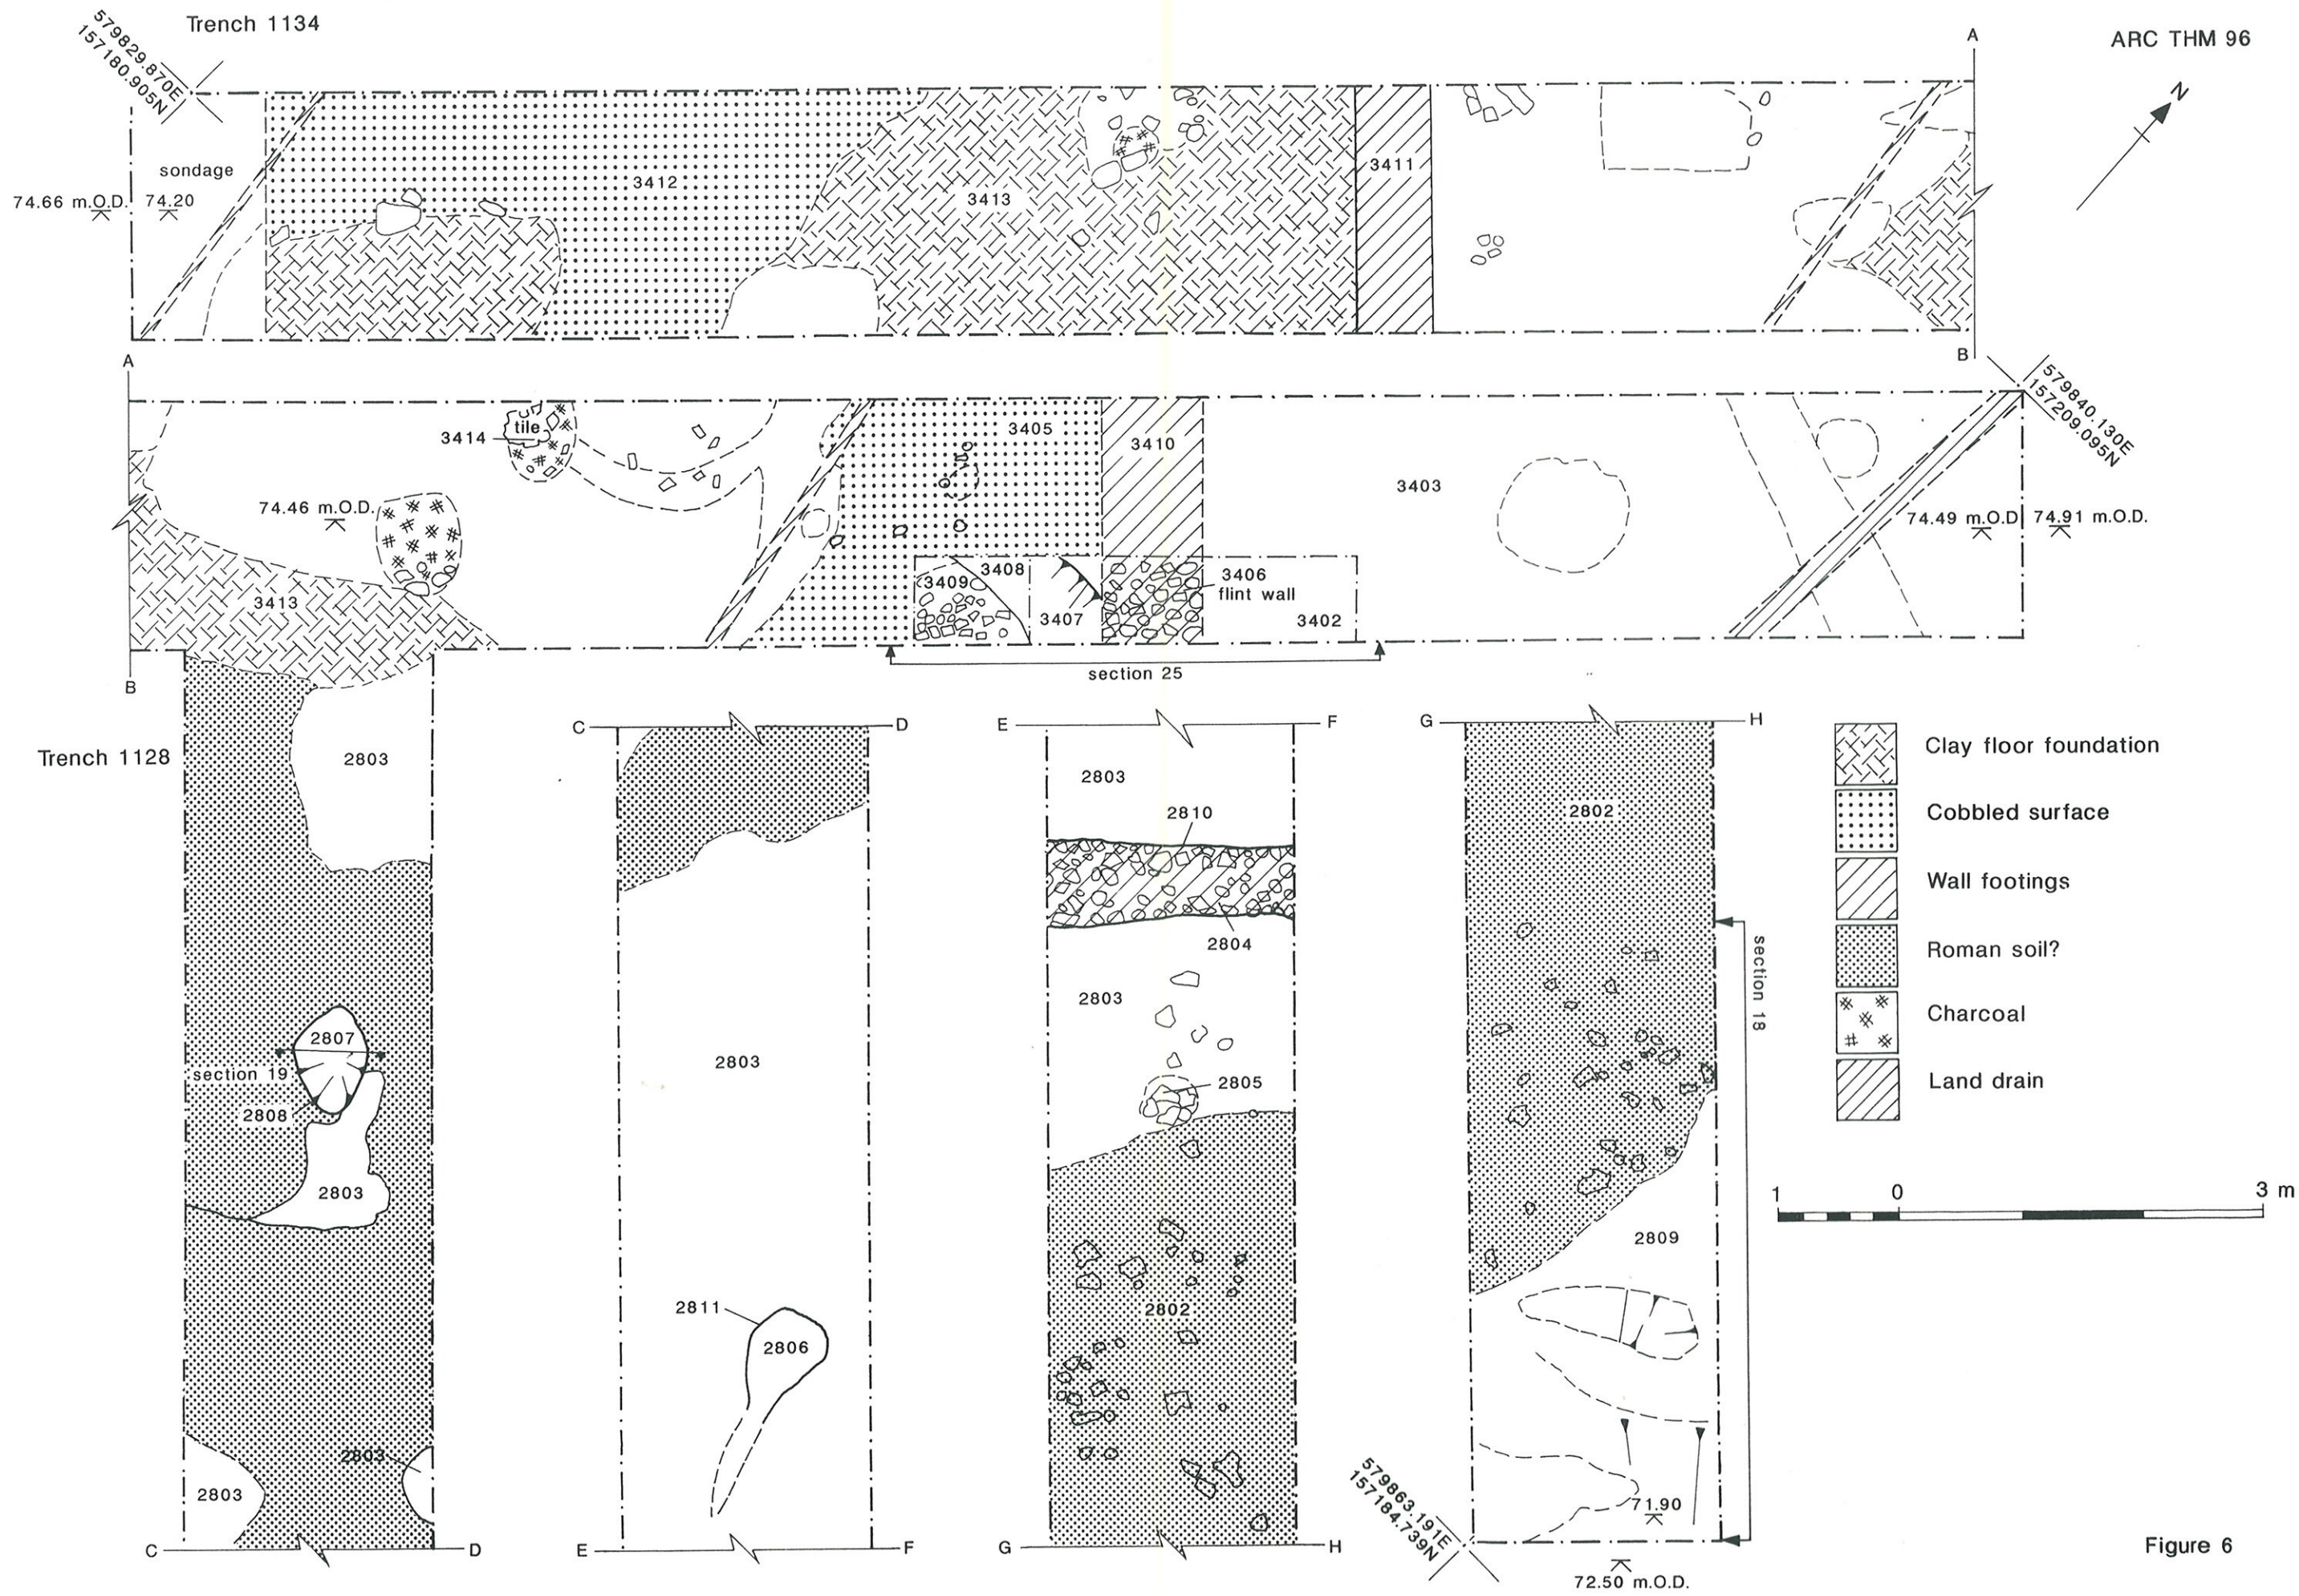 Trench 1134
ARC THM 96
579829.870E
157180.905N
A
N
sondage
74.66 m.O.D.
74.20
3412
3413
3411
B
A
579840.130E
157209.095N
tile
3414
74.46 m.O.D.
3413
3405
3410
3403
74.49 m.O.D
74.91 m.O.D.
3409
3408
3407
3406
flint wall
3402
section 25
B
Trench 1128
2803
2807
section 19
2808
2803
2803
2803
C
D
C
D
2803
2811
2806
E
F
E
F
2803
2810
2804
2803
2805
2802
G
H
G
H
2802
section 18
2809
71.90
579863.191E
157184.739N
72.50 m.O.D.
Clay floor foundation
Cobbled surface
Wall footings
Roman soil?
Charcoal
Land drain
1 0 3 m
Figure 6